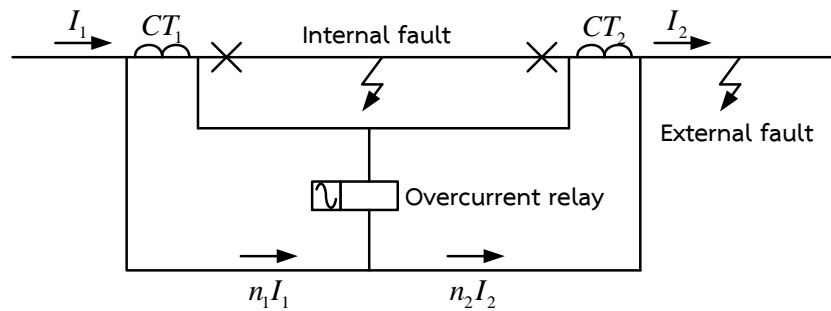 I₁
CT₁
Internal fault
CT₂
I₂
External fault
Overcurrent relay
n₁I₁
n₂I₂